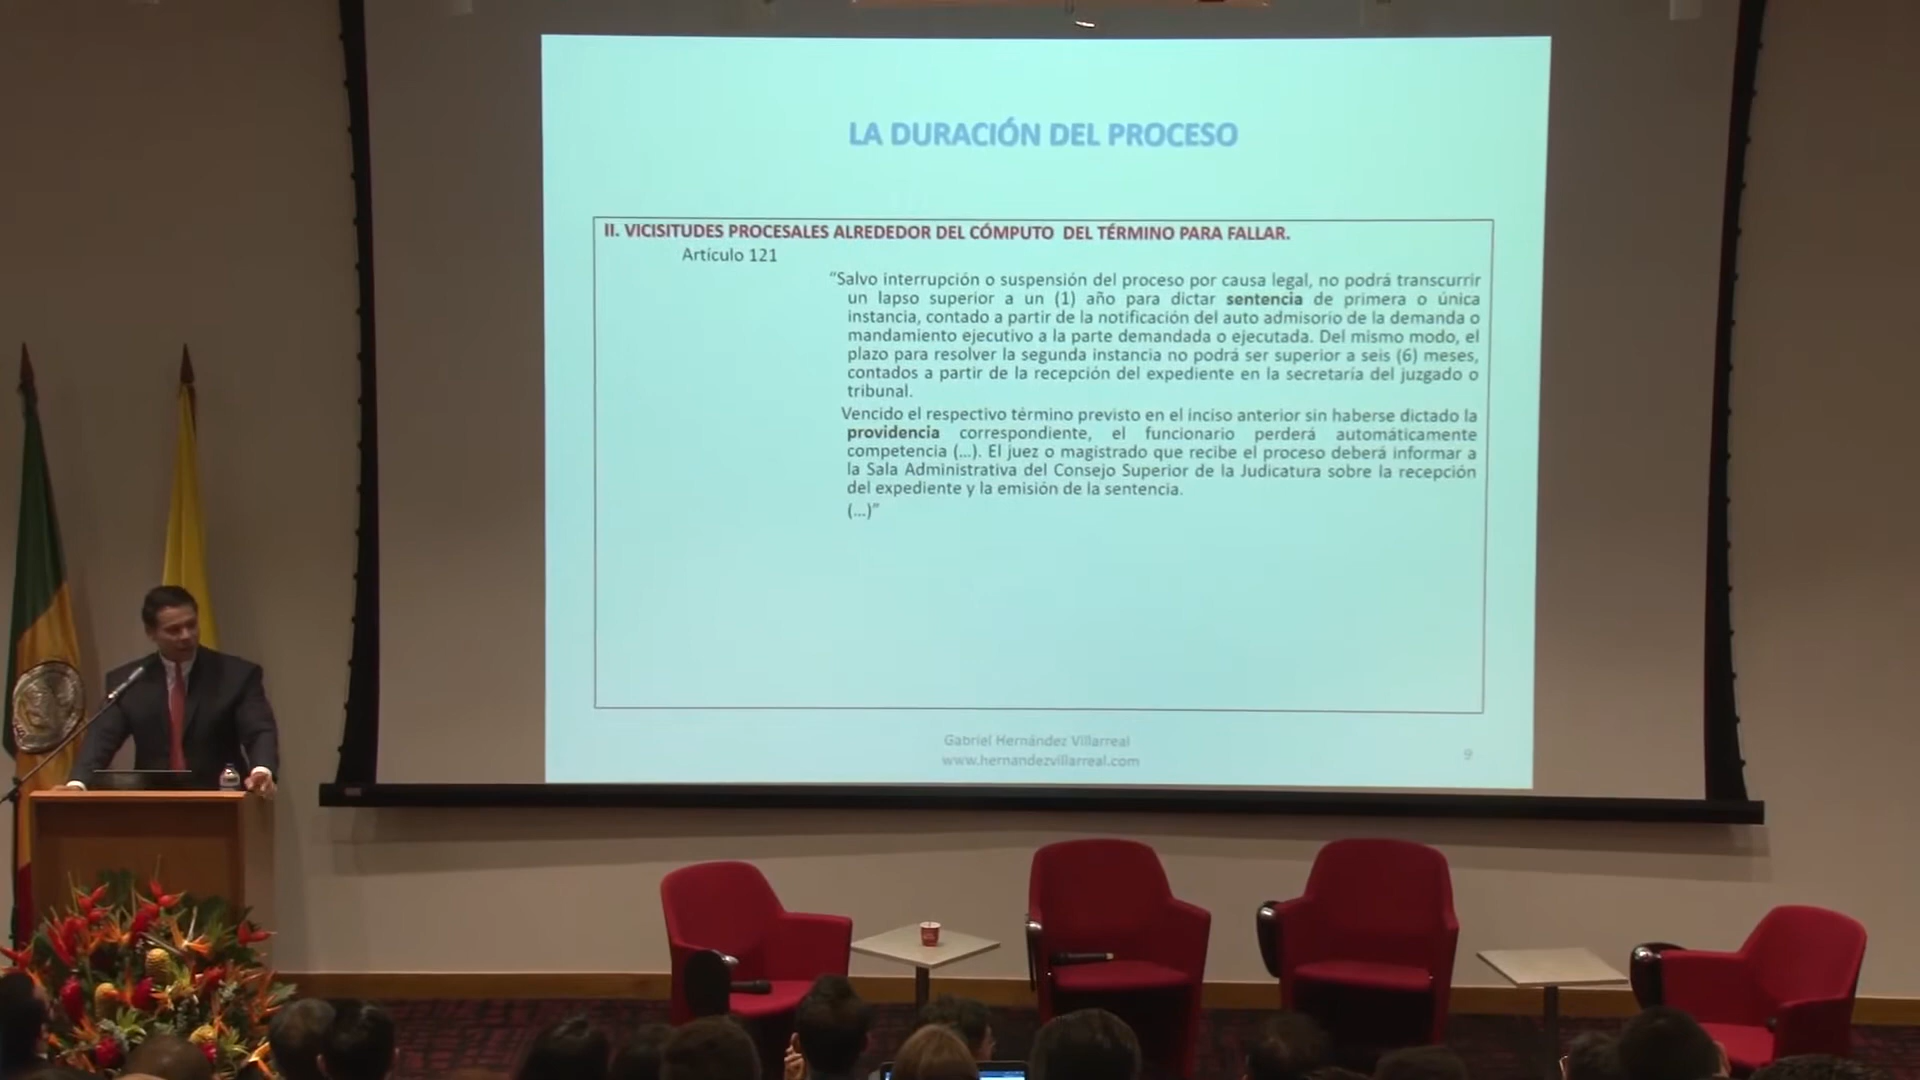 LA DURACIÓN DEL PROCESO
II. VICISITUDES PROCESALES ALREDEDOR DEL CÓMPUTO DEL TÉRMINO PARA FALLAR.
Artículo 121
“Salvo interrupción o suspensión del proceso por causa legal, no podrá transcurrir
un lapso superior a un (1) año para dictar sentencia de primera o única
instancia, contado a partir de la notificación del auto admisorio de la demanda o
mandamiento ejecutivo a la parte demandada o ejecutada. Del mismo modo, el
plazo para resolver la segunda instancia no podrá ser superior a seis (6) meses,
contados a partir de la recepción del expediente en la secretaría del juzgado o
tribunal.
Vencido el respectivo término previsto en el inciso anterior sin haberse dictado la
providencia correspondiente, el funcionario perderá automáticamente
competencia (...). El juez o magistrado que recibe el proceso deberá informar a
la Sala Administrativa del Consejo Superior de la Judicatura sobre la recepción
del expediente y la emisión de la sentencia.
(...)”
Gabriel Hernández Villarreal
www.hernandezvillarreal.com
9